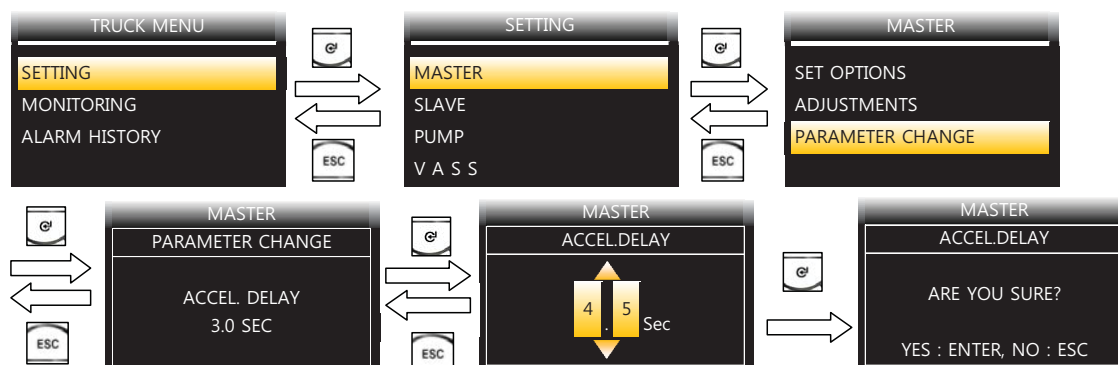 TRUCK MENU
SETTING
MONITORING
ALARM HISTORY
ESC
SETTING
MASTER
SLAVE
PUMP
V A S S
ESC
MASTER
SET OPTIONS
ADJUSTMENTS
PARAMETER CHANGE
ESC
MASTER
PARAMETER CHANGE
ACCEL. DELAY
3.0 SEC
ESC
MASTER
ACCEL.DELAY
4 . 5 Sec
MASTER
ACCEL.DELAY
ARE YOU SURE?
YES : ENTER, NO : ESC